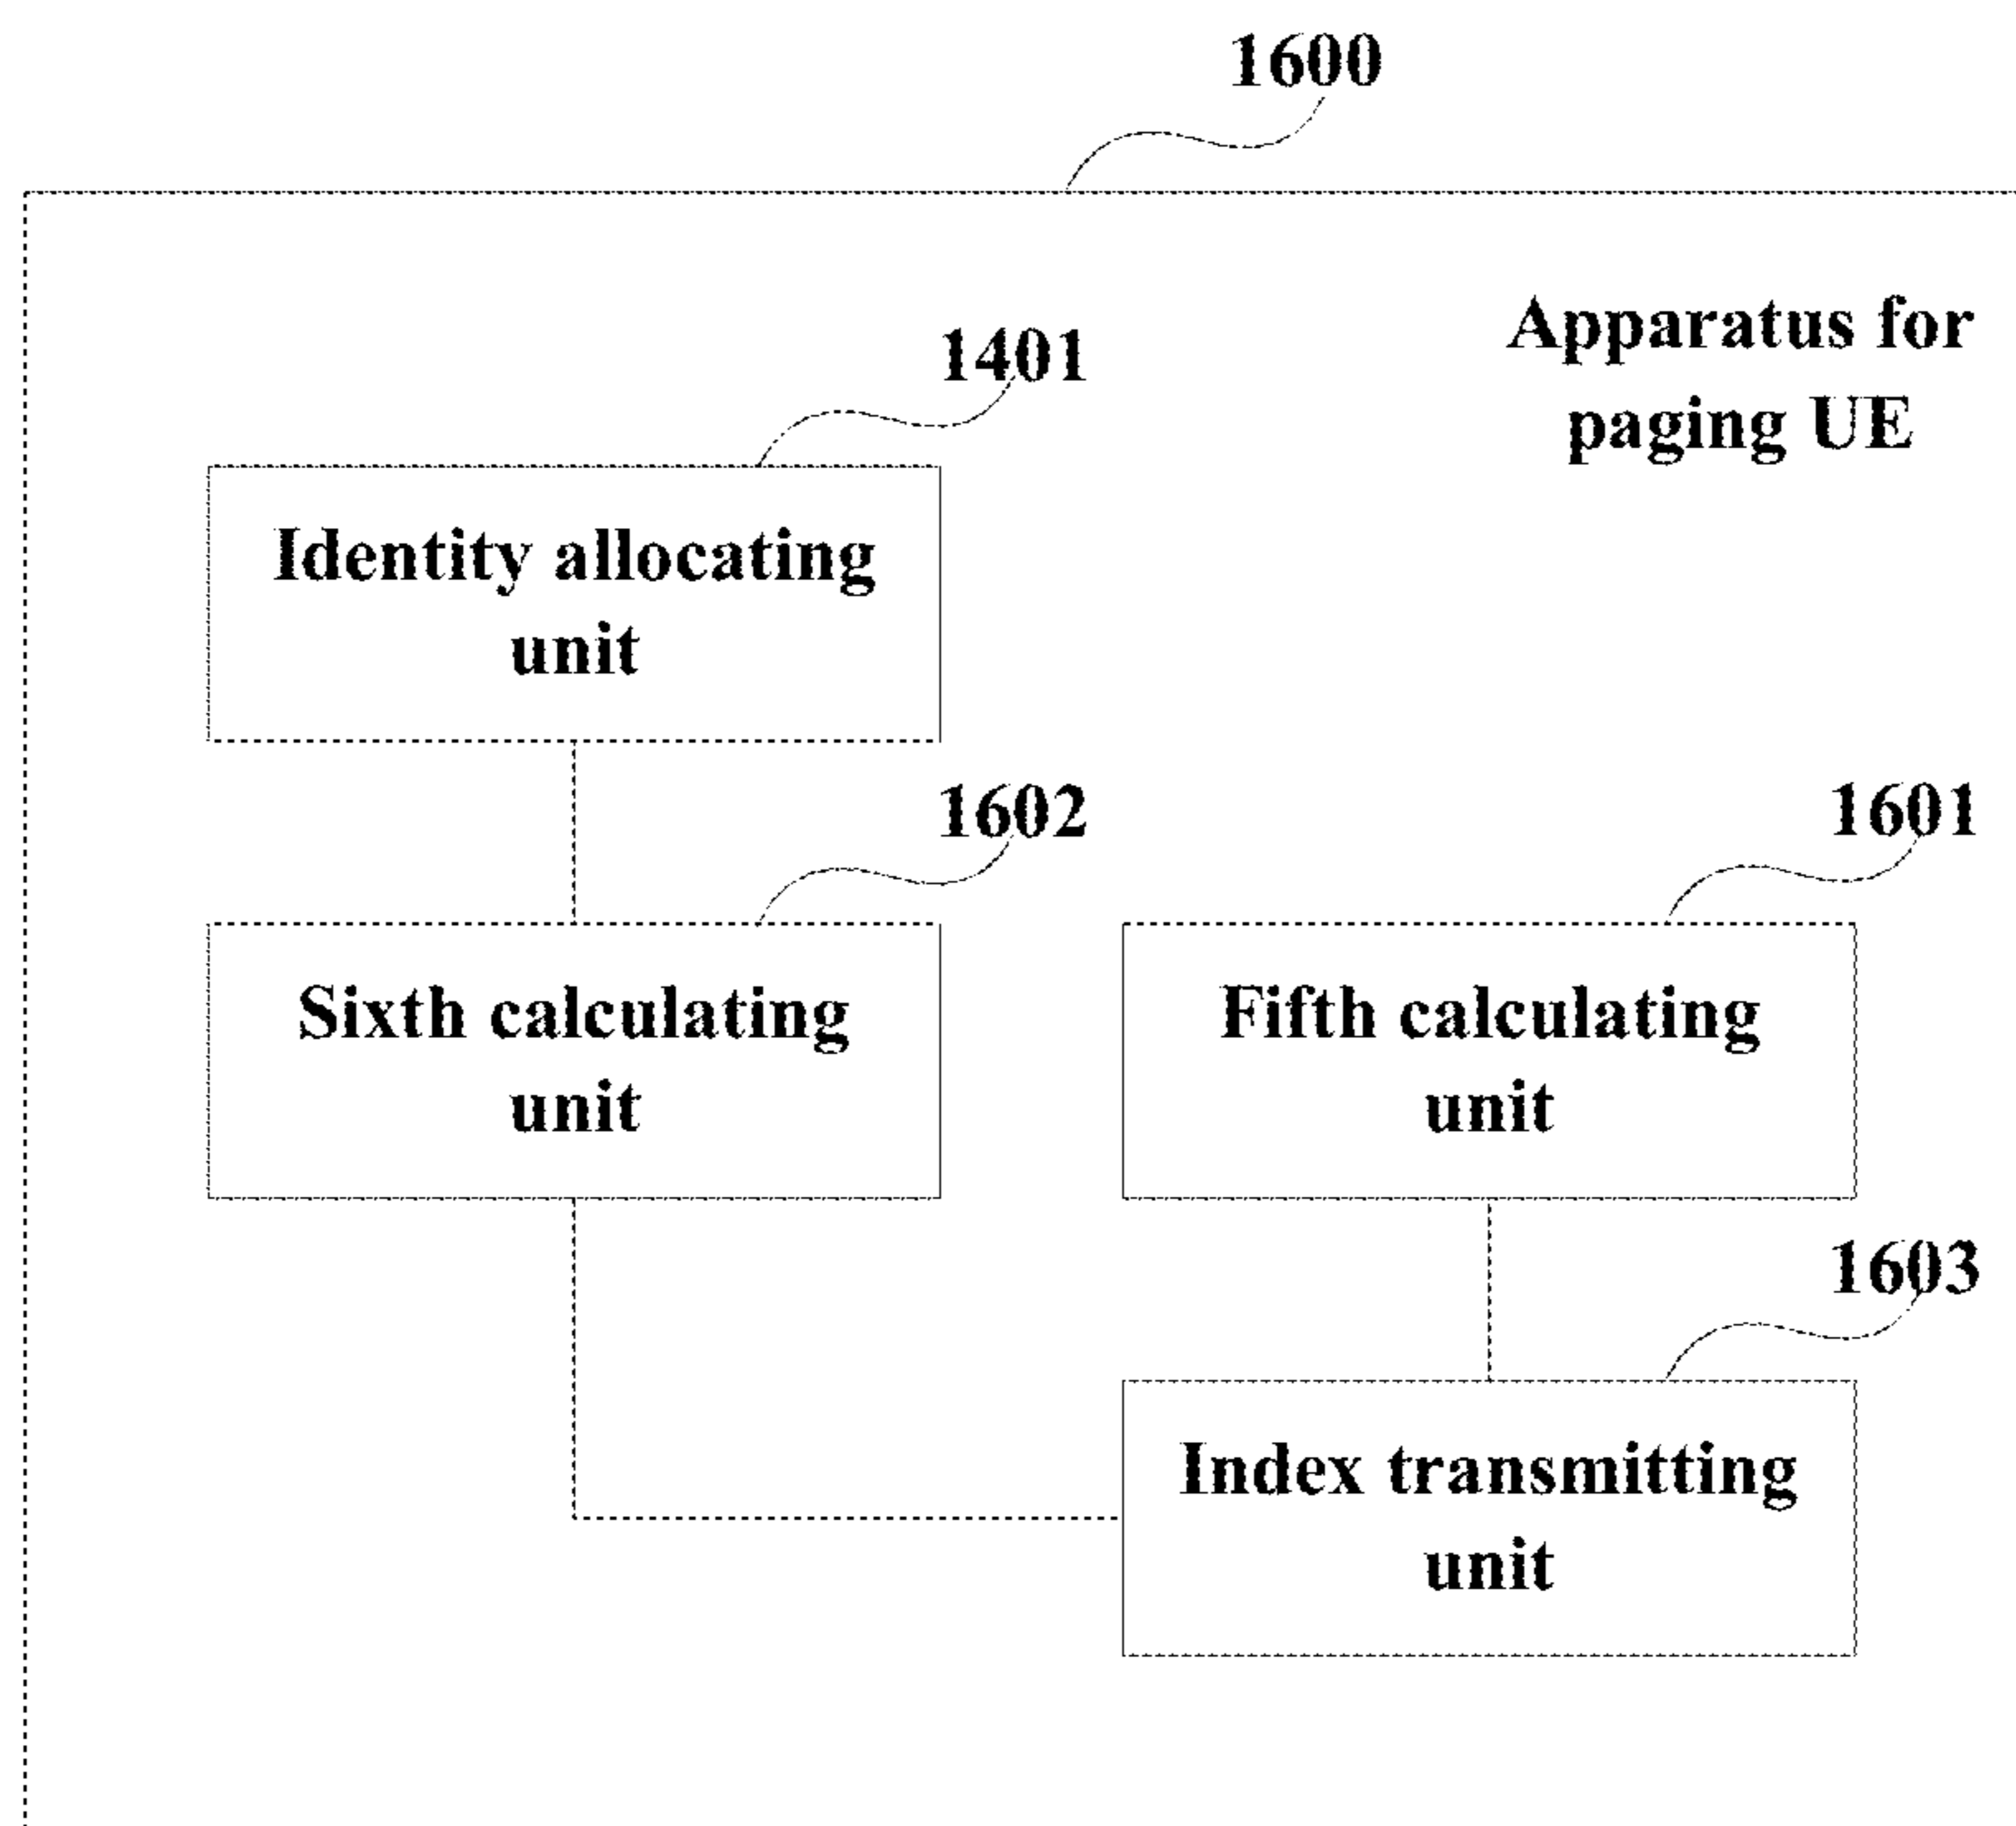 1600
Apparatus for
paging UE
1401
Identity allocating
unit
1602
Sixth calculating
unit
1601
Fifth calculating
unit
1603
Index transmitting
unit